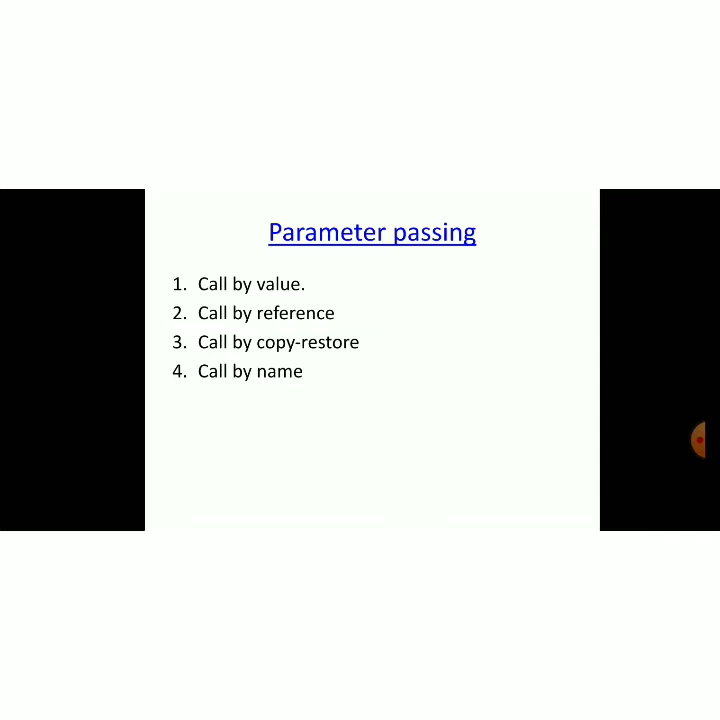 Parameter passing
1. Call by value.
2. Call by reference
3. Call by copy-restore
4. Call by name